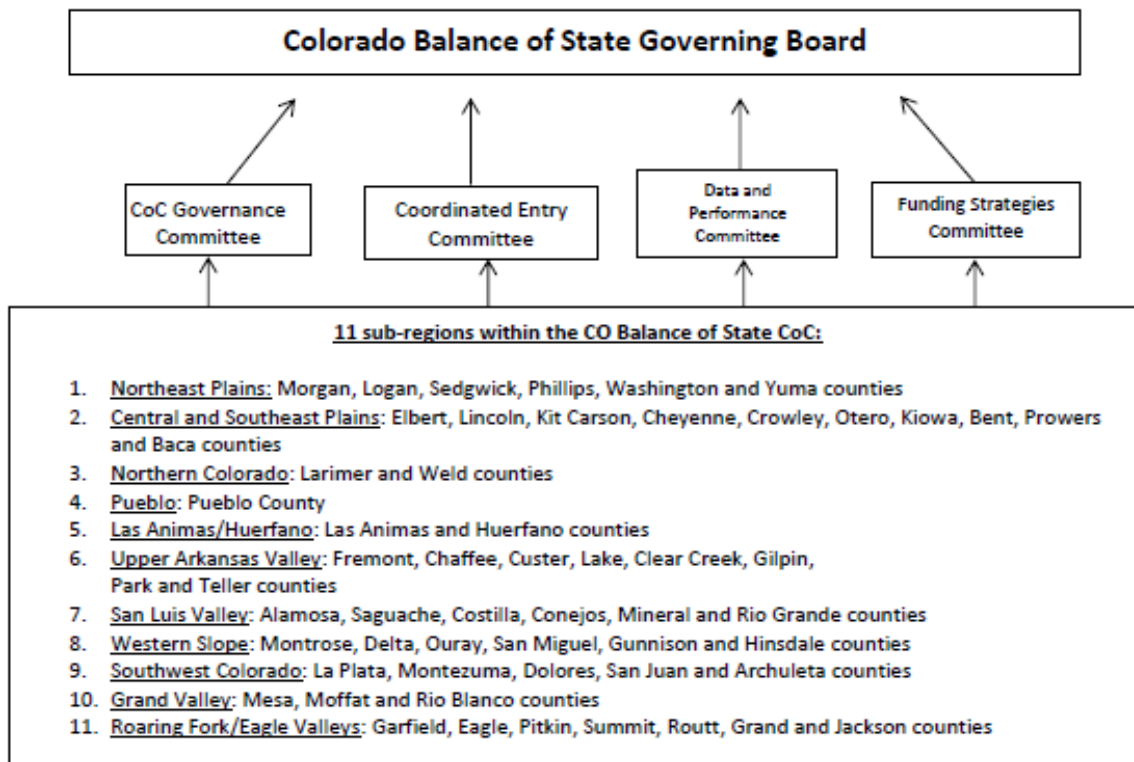 Colorado Balance of State Governing Board
CoC Governance
Committee
Coordinated Entry
Committee
Data and
Performance
Committee
Funding Strategies
Committee
11 sub-regions within the CO Balance of State CoC:
1. Northeast Plains: Morgan, Logan, Sedgwick, Phillips, Washington and Yuma counties
2. Central and Southeast Plains: Elbert, Lincoln, Kit Carson, Cheyenne, Crowley, Otero, Kiowa, Bent, Prowers
and Baca counties
3. Northern Colorado: Larimer and Weld counties
4. Pueblo: Pueblo County
5. Las Animas/Huerfano: Las Animas and Huerfano counties
6. Upper Arkansas Valley: Fremont, Chaffee, Custer, Lake, Clear Creek, Gilpin,
Park and Teller counties
7. San Luis Valley: Alamosa, Saguache, Costilla, Conejos, Mineral and Rio Grande counties
8. Western Slope: Montrose, Delta, Ouray, San Miguel, Gunnison and Hinsdale counties
9. Southwest Colorado: La Plata, Montezuma, Dolores, San Juan and Archuleta counties
10. Grand Valley: Mesa, Moffat and Rio Blanco counties
11. Roaring Fork/Eagle Valleys: Garfield, Eagle, Pitkin, Summit, Routt, Grand and Jackson counties